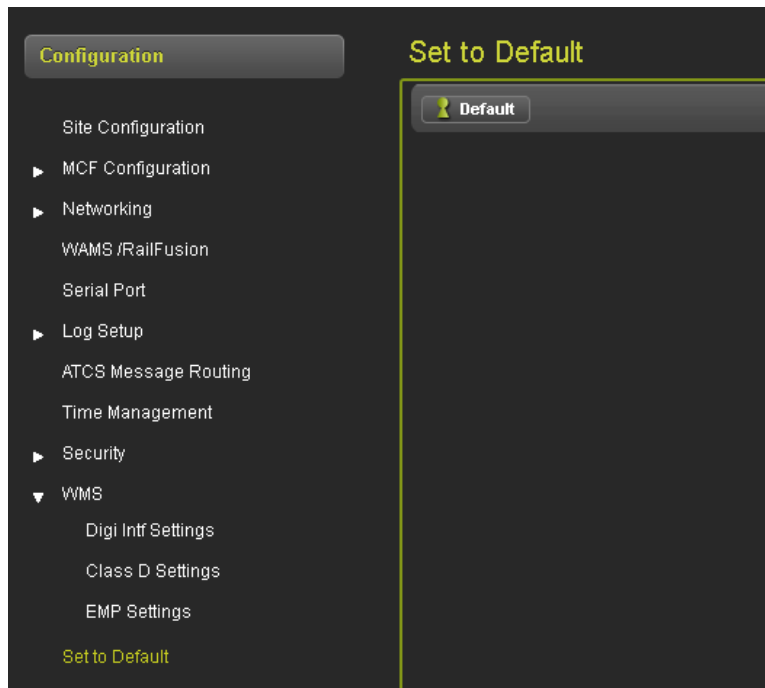 Configuration
Set to Default
Default
Site Configuration
MCF Configuration
Networking
WAMS /RailFusion
Serial Port
Log Setup
ATCS Message Routing
Time Management
Security
WMS
Digi Intf Settings
Class D Settings
EMP Settings
Set to Default